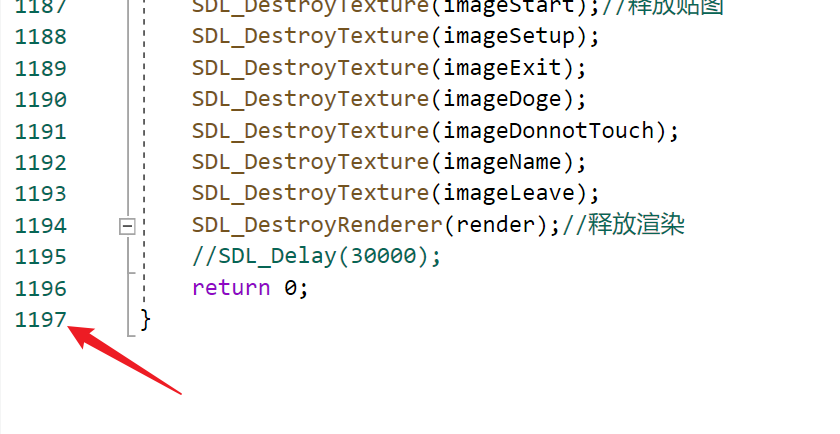 1187 SDL_DestroyTexture(imageStart);//释放贴图
1188 SDL_DestroyTexture(imageSetup);
1189 SDL_DestroyTexture(imageExit);
1190 SDL_DestroyTexture(imageDoge);
1191 SDL_DestroyTexture(imageDonnotTouch);
1192 SDL_DestroyTexture(imageName);
1193 SDL_DestroyTexture(imageLeave);
1194 SDL_DestroyRenderer(render);//释放渲染
1195 //SDL_Delay(30000);
1196 return 0;
1197 }